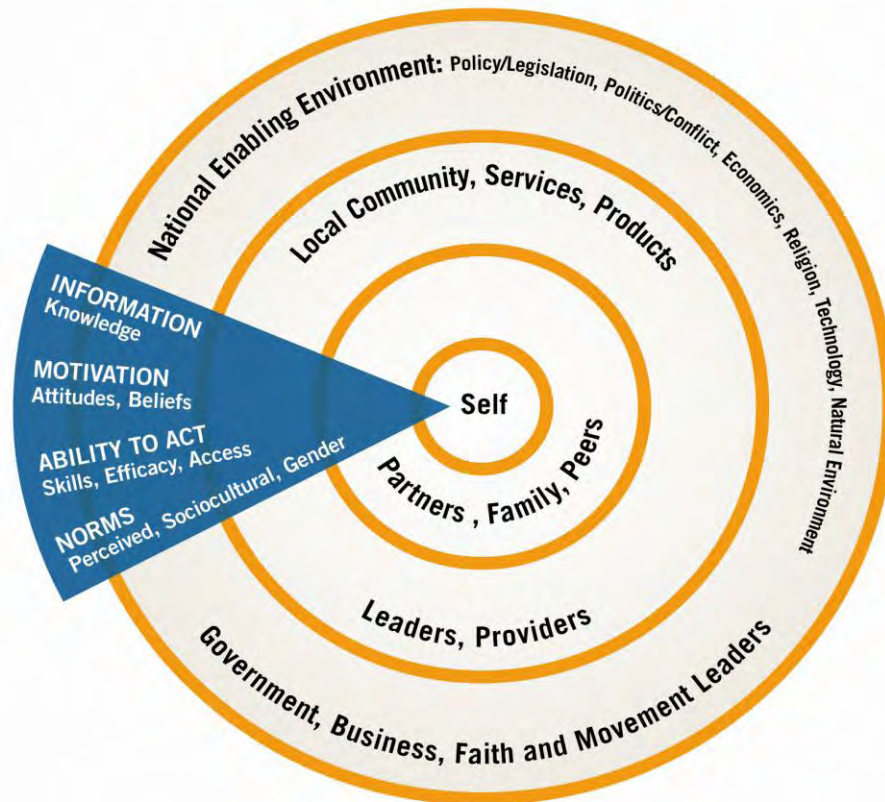 National Enabling Environment: Policy/Legislation, Politics/Conflict, Economics, Religion, Technology, Natural Environment
Local Community, Services, Products
INFORMATION
Knowledge
MOTIVATION
Attitudes, Beliefs
ABILITY TO ACT
Skills, Efficacy, Access
NORMS
Perceived, Sociocultural, Gender
Self
Partners , Family, Peers
Leaders, Providers
Government, Business, Faith and Movement Leaders